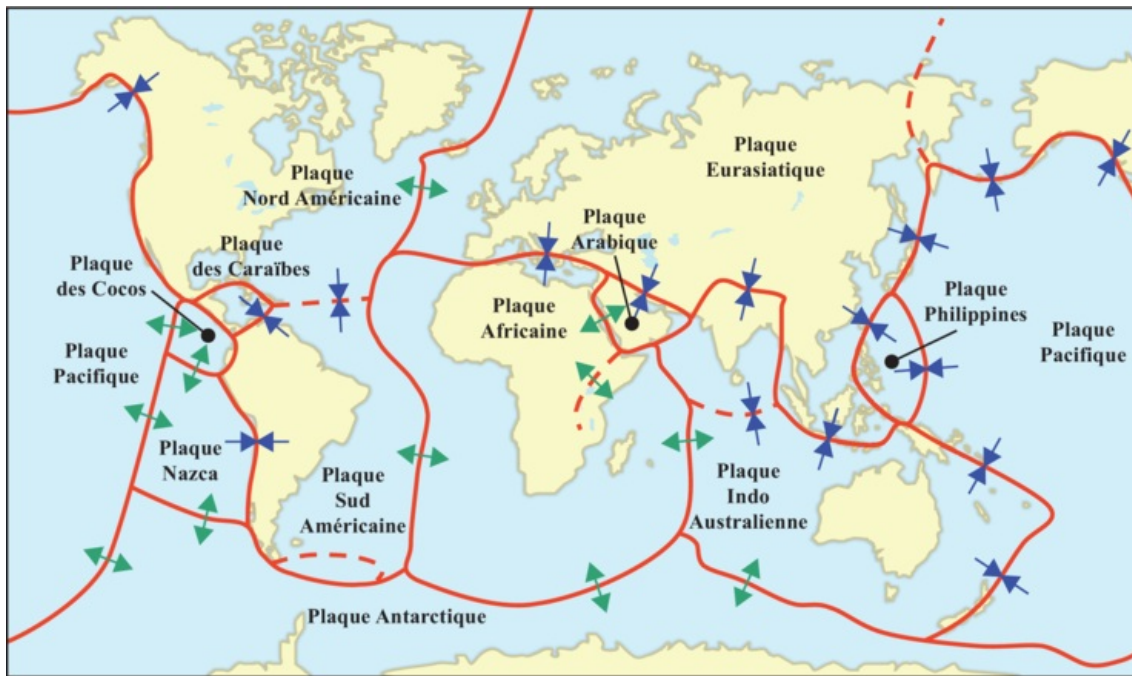 Plaque
Nord Américaine
Plaque
des Caraïbes
Plaque
des Cocos
Plaque
Pacifique
Plaque
Nazca
Plaque
Sud
Américaine
Plaque Antarctique
Plaque
Africaine
Plaque
Arabique
Plaque
Eurasiatique
Plaque
Indo
Australienne
Plaque
Philippines
Plaque
Pacifique